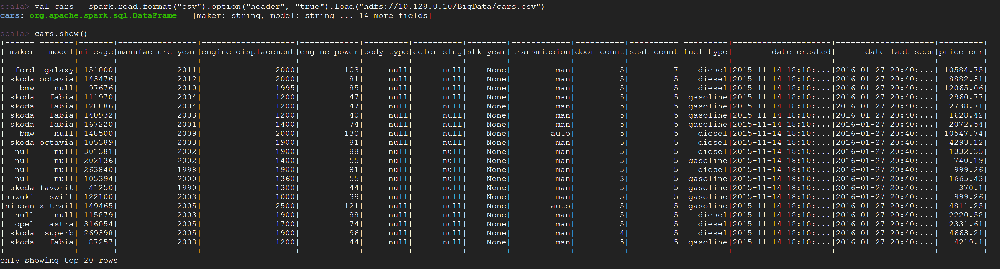 scala> val cars = spark.read.format("csv").option("header", "true").load("hdfs://10.128.0.10/BigData/cars.csv")
cars: org.apache.spark.sql.DataFrame = [maker: string, model: string ... 14 more fields]

scala> cars.show()
+------+-------+-------+----------------+-------------------+------------+---------+----------+--------+------------+----------+----------+---------+--------------------+--------------------+---------+
| maker|  model|mileage|manufacture_year|engine_displacement|engine_power|body_type|color_slug|stk_year|transmission|door_count|seat_count|fuel_type|        date_created|      date_last_seen|price_eur|
+------+-------+-------+----------------+-------------------+------------+---------+----------+--------+------------+----------+----------+---------+--------------------+--------------------+---------+
|  ford| galaxy| 151000|            2011|               2000|         103|     null|      null|    None|         man|         5|         7|   diesel|2015-11-14 18:10:...|2016-01-27 20:40:...| 10584.75|
| skoda|octavia| 143476|            2012|               2000|          81|     null|      null|    None|         man|         5|         5|   diesel|2015-11-14 18:10:...|2016-01-27 20:40:...|  8882.31|
|   bmw|   null|  97676|            2010|               1995|          85|     null|      null|    None|         man|         5|         5|   diesel|2015-11-14 18:10:...|2016-01-27 20:40:...| 12065.06|
| skoda|  fabia| 111970|            2004|               1200|          47|     null|      null|    None|         man|         5|         5| gasoline|2015-11-14 18:10:...|2016-01-27 20:40:...|  2960.77|
| skoda|  fabia| 128886|            2004|               1200|          47|     null|      null|    None|         man|         5|         5| gasoline|2015-11-14 18:10:...|2016-01-27 20:40:...|  2738.71|
| skoda|  fabia| 140932|            2003|               1200|          40|     null|      null|    None|         man|         5|         5| gasoline|2015-11-14 18:10:...|2016-01-27 20:40:...|  1628.42|
| skoda|  fabia| 167220|            2001|               1400|          74|     null|      null|    None|         man|         5|         5| gasoline|2015-11-14 18:10:...|2016-01-27 20:40:...|  2072.54|
|   bmw|   null| 148500|            2009|               2000|         130|     null|      null|    None|        auto|         5|         5|   diesel|2015-11-14 18:10:...|2016-01-27 20:40:...| 10547.74|
| skoda|octavia| 105389|            2003|               1900|          81|     null|      null|    None|         man|         5|         5|   diesel|2015-11-14 18:10:...|2016-01-27 20:40:...|  4293.12|
|  null|   null| 301381|            2002|               1900|          88|     null|      null|    None|         man|         5|         5|   diesel|2015-11-14 18:10:...|2016-01-27 20:40:...|  1332.35|
|  null|   null| 202136|            2002|               1400|          55|     null|      null|    None|         man|         5|         5| gasoline|2015-11-14 18:10:...|2016-01-27 20:40:...|   740.19|
|  null|   null| 263840|            1998|               1900|          81|     null|      null|    None|         man|         5|         5|   diesel|2015-11-14 18:10:...|2016-01-27 20:40:...|   999.26|
|  null|   null| 105394|            2000|               1360|          55|     null|      null|    None|         man|         3|         5| gasoline|2015-11-14 18:10:...|2016-01-27 20:40:...|  1665.43|
| skoda|favorit|  41250|            1990|               1300|          44|     null|      null|    None|         man|         5|         5| gasoline|2015-11-14 18:10:...|2016-01-27 20:40:...|    370.1|
|suzuki|  swift| 122100|            2003|               1000|          39|     null|      null|    None|         man|         5|         5| gasoline|2015-11-14 18:10:...|2016-01-27 20:40:...|   999.26|
|nissan|x-trail| 149465|            2005|               2500|         121|     null|      null|    None|        auto|         5|         5| gasoline|2015-11-14 18:10:...|2016-01-27 20:40:...|  4811.25|
|  null|   null| 115879|            2003|               1900|          88|     null|      null|    None|         man|         5|         5|   diesel|2015-11-14 18:10:...|2016-01-27 20:40:...|  2220.58|
|  opel|  astra| 316054|            2005|               1700|          74|     null|      null|    None|         man|         5|         5|   diesel|2015-11-14 18:10:...|2016-01-27 20:40:...|  2331.61|
| skoda| superb| 269398|            2005|               1900|          96|     null|      null|    None|         man|         4|         5|   diesel|2015-11-14 18:10:...|2016-01-27 20:40:...|  4663.21|
| skoda|  fabia|  87257|            2008|               1200|          44|     null|      null|    None|         man|         5|         5| gasoline|2015-11-14 18:10:...|2016-01-27 20:40:...|   4219.1|
+------+-------+-------+----------------+-------------------+------------+---------+----------+--------+------------+----------+----------+---------+--------------------+--------------------+---------+
only showing top 20 rows